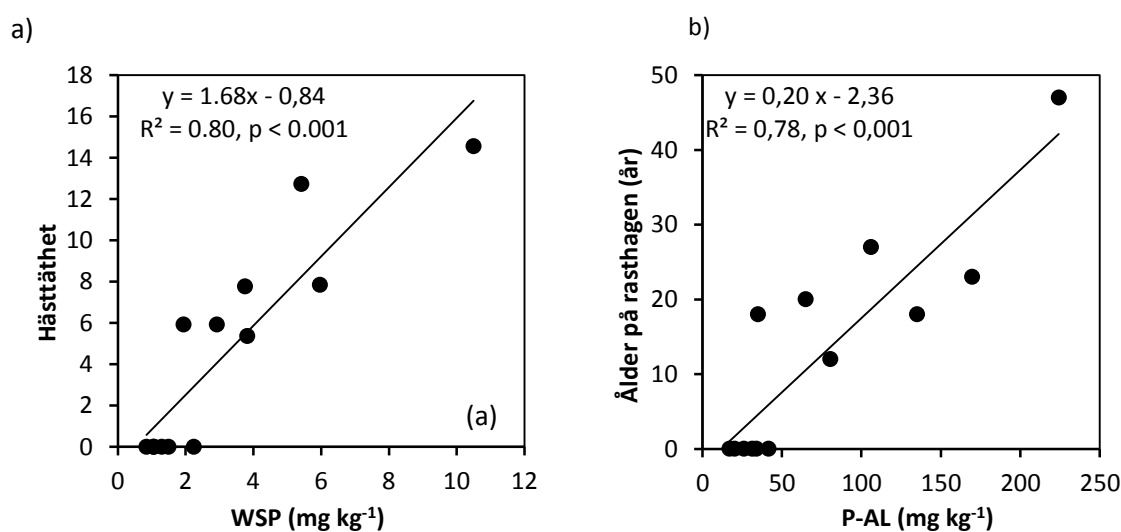 a)
y = 1.68x - 0,84
R² = 0.80, p < 0.001
Hästtäthet
18
16
14
12
10
8
6
4
2
0
(a)
0 2 4 6 8 10 12
WSP (mg kg⁻¹)
b)
y = 0,20 x - 2,36
R² = 0,78, p < 0,001
Ålder på rasthagen (år)
50
40
30
20
10
0
0 50 100 150 200 250
P-AL (mg kg⁻¹)